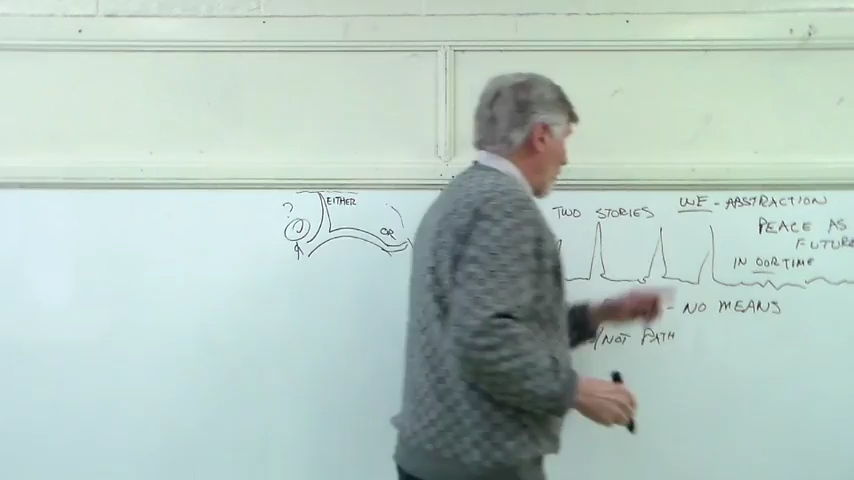 ?
EITHER
OR
TWO STORIES
WE - ABSTRACTION
PEACE AS
FUTURE
IN OUR TIME
- NO MEANS
/NOT PATH